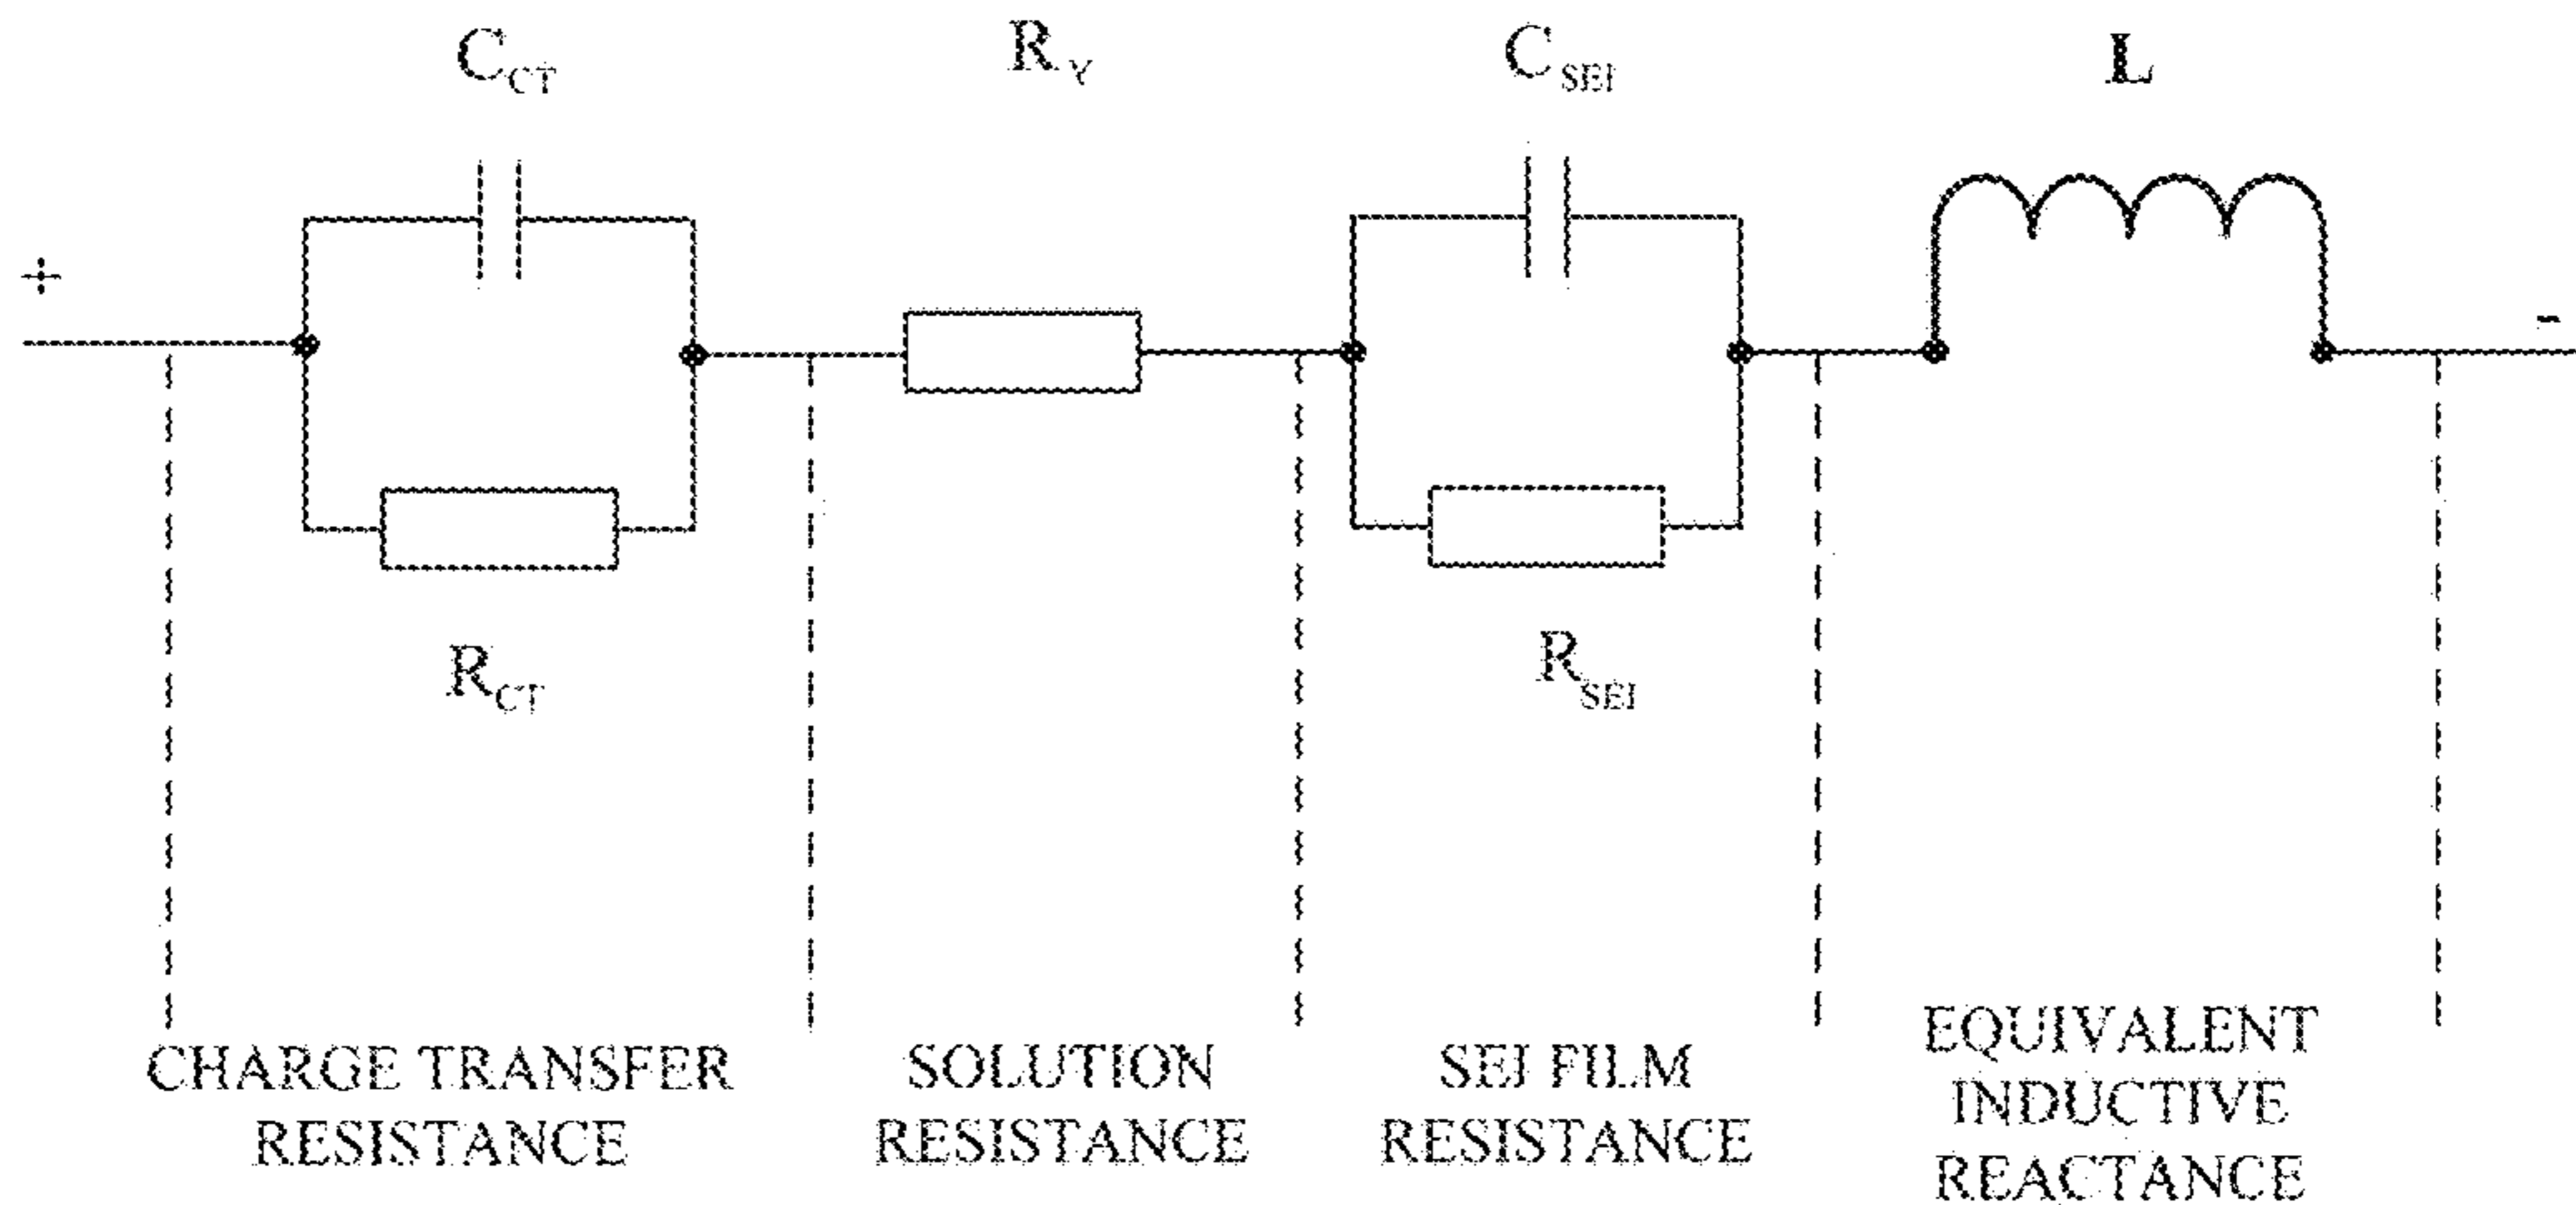 C_CT
R_Y
C_SEI
L
+
-
R_CT
R_SEI
CHARGE TRANSFER
RESISTANCE
SOLUTION
RESISTANCE
SEI FILM
RESISTANCE
EQUIVALENT
INDUCTIVE
REACTANCE